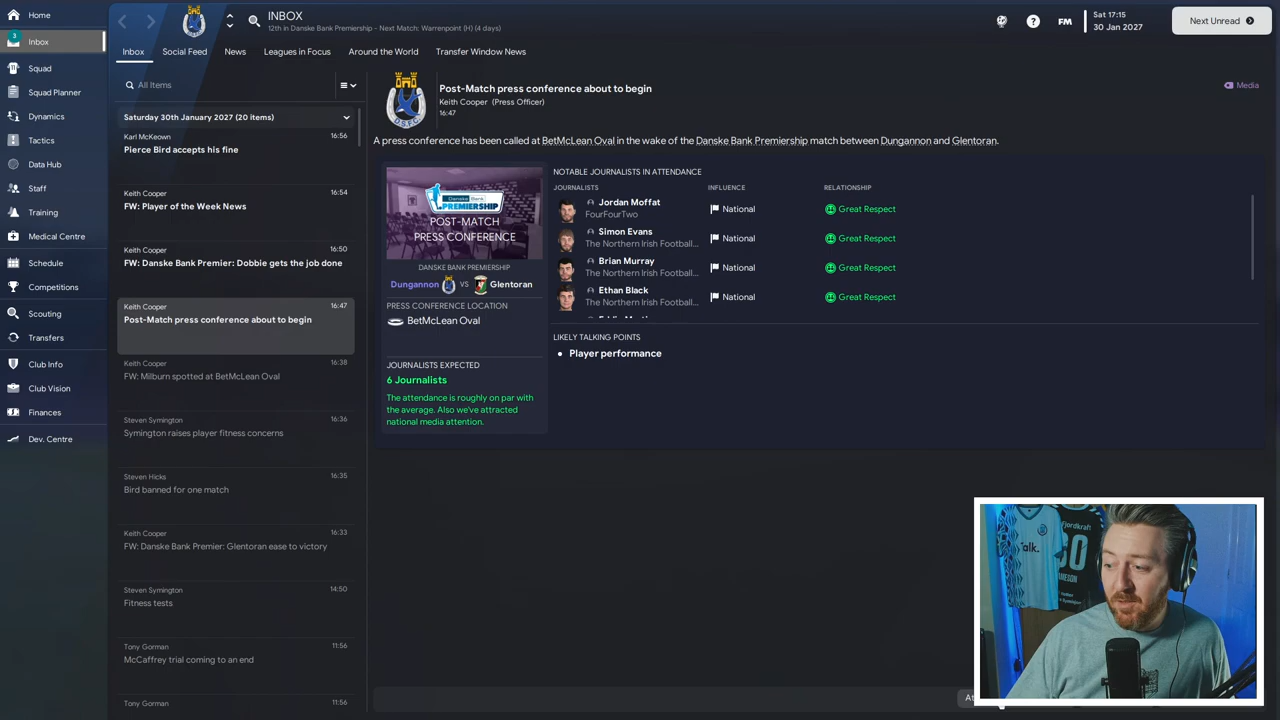 Home
3
Inbox
Squad
Squad Planner
Dynamics
Tactics
Data Hub
Staff
Training
Medical Centre
Schedule
Competitions
Scouting
Transfers
Club Info
Club Vision
Finances
Dev. Centre
INBOX
12th in Danske Bank Premiership - Next Match: Warrenpoint (H) (4 days)
FM
Sat 17:15
30 Jan 2027
Next Unread
Inbox Social Feed News Leagues in Focus Around the World Transfer Window News
All Items
Saturday 30th January 2027 (20 items)
Karl McKeown 16:56
Pierce Bird accepts his fine
Keith Cooper 16:54
FW: Player of the Week News
Keith Cooper 16:50
FW: Danske Bank Premier: Dobbie gets the job done
Keith Cooper 16:47
Post-Match press conference about to begin
Keith Cooper 16:38
FW: Milburn spotted at BetMcLean Oval
Steven Symington 16:36
Symington raises player fitness concerns
Steven Hicks 16:35
Bird banned for one match
Keith Cooper 16:33
FW: Danske Bank Premier: Glentoran ease to victory
Steven Symington 14:50
Fitness tests
Tony Gorman 11:56
McCaffrey trial coming to an end
Tony Gorman 11:56
Post-Match press conference about to begin
Keith Cooper (Press Officer)
16:47
Media
A press conference has been called at BetMcLean Oval in the wake of the Danske Bank Premiership match between Dungannon and Glentoran.
Danske Bank
PREMIERSHIP
POST-MATCH
PRESS CONFERENCE
DANSKE BANK PREMIERSHIP
Dungannon VS Glentoran
PRESS CONFERENCE LOCATION
BetMcLean Oval
JOURNALISTS EXPECTED
6 Journalists
The attendance is roughly on par with
the average. Also we've attracted
national media attention.
NOTABLE JOURNALISTS IN ATTENDANCE
JOURNALISTS INFLUENCE RELATIONSHIP
Jordan Moffat
FourFourTwo
National Great Respect
Simon Evans
The Northern Irish Football...
National Great Respect
Brian Murray
The Northern Irish Football...
National Great Respect
Ethan Black
The Northern Irish Football...
National Great Respect
LIKELY TALKING POINTS
Player performance
Talk.
fjordkraft
30
JAMESON